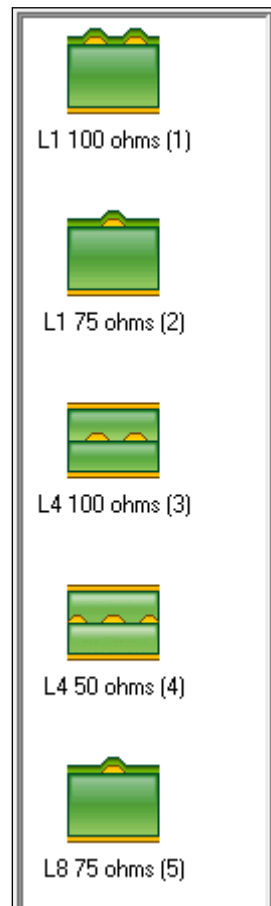 L1 100 ohms (1)
L1 75 ohms (2)
L4 100 ohms (3)
L4 50 ohms (4)
L8 75 ohms (5)